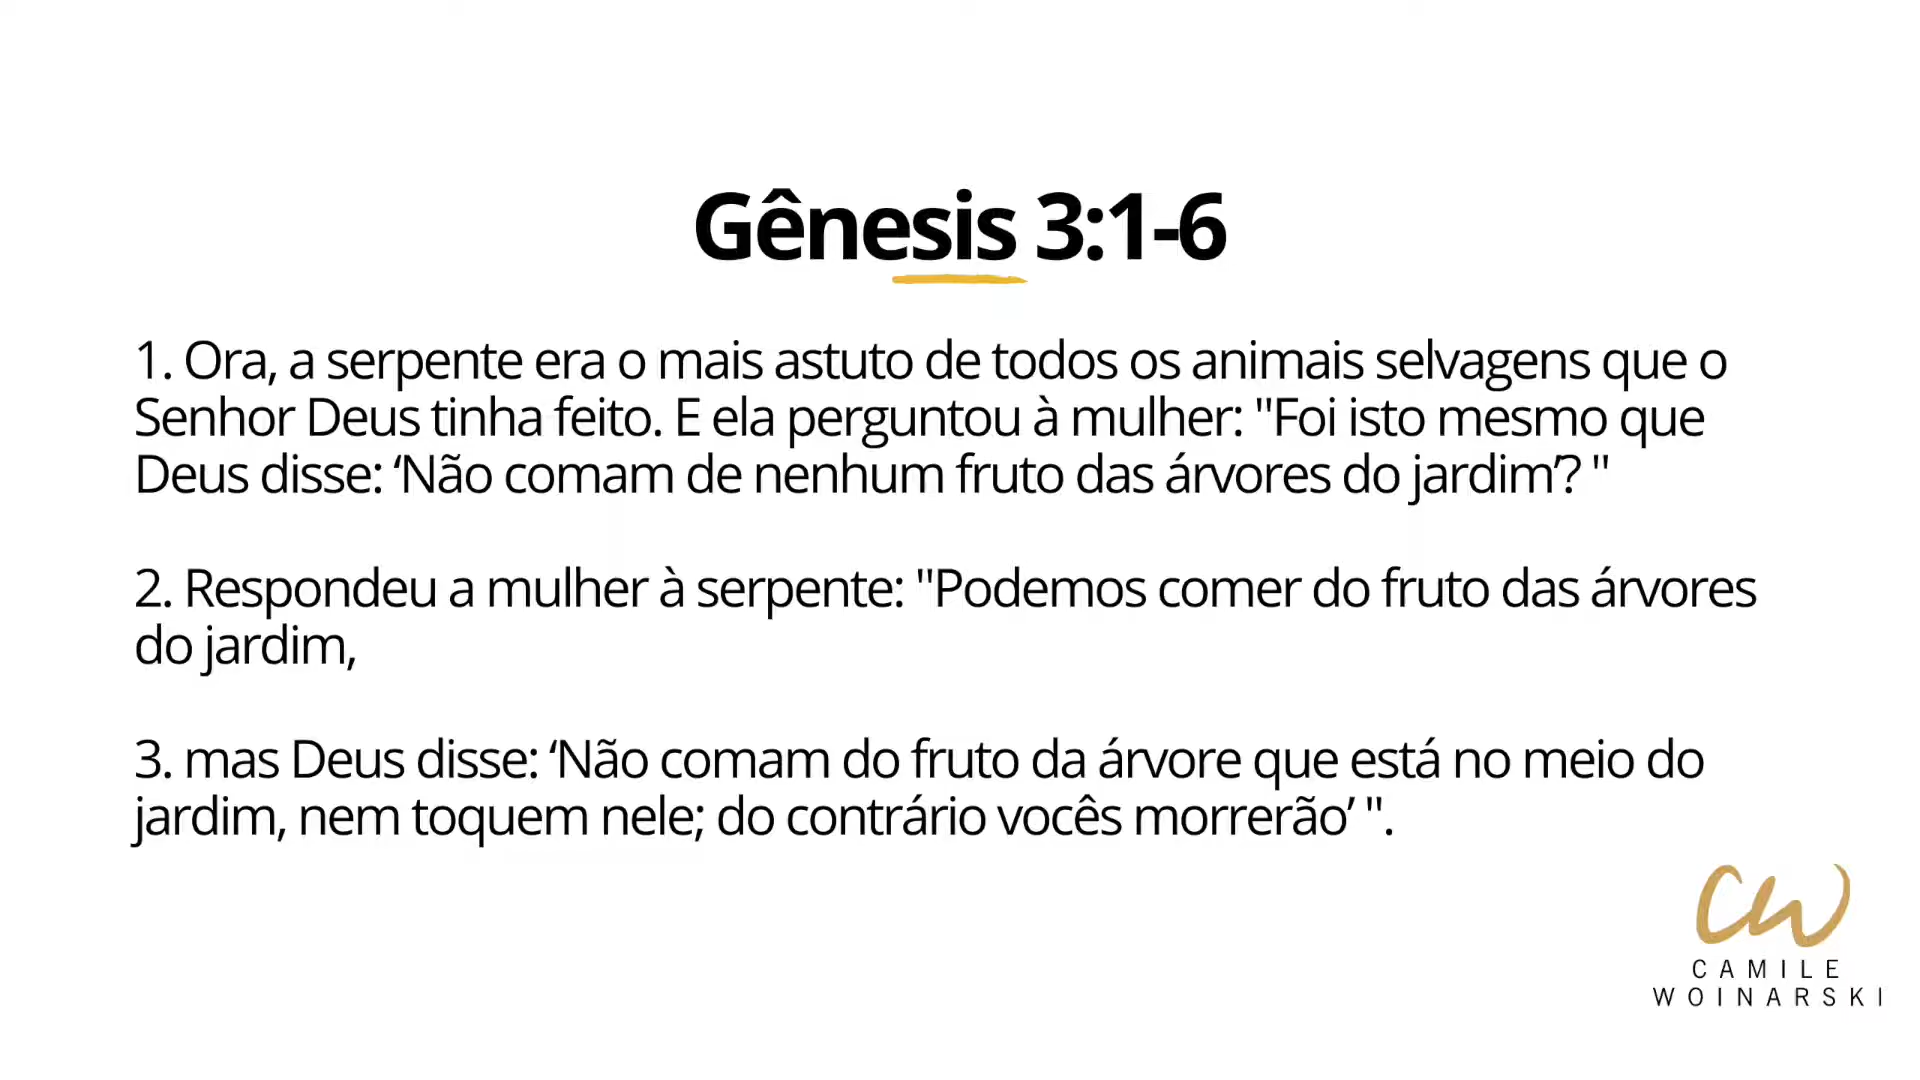 Gênesis 3:1-6
1. Ora, a serpente era o mais astuto de todos os animais selvagens que o
Senhor Deus tinha feito. E ela perguntou à mulher: "Foi isto mesmo que
Deus disse: ‘Não comam de nenhum fruto das árvores do jardim’? "
2. Respondeu a mulher à serpente: "Podemos comer do fruto das árvores
do jardim,
3. mas Deus disse: ‘Não comam do fruto da árvore que está no meio do
jardim, nem toquem nele; do contrário vocês morrerão’ ".
CW
CAMILE
WOINARSKI